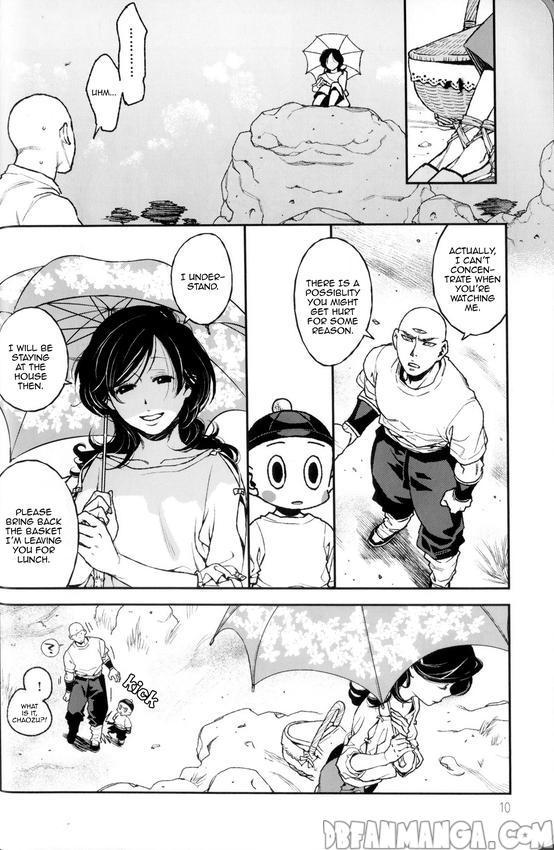 .........
UHM...
ACTUALLY,
I CAN'T
CONCEN-
TRATE WHEN
YOU'RE
WATCHING
ME.
THERE IS A
POSSIBLITY
YOU MIGHT
GET HURT
FOR SOME
REASON.
I UNDER-
STAND.
I WILL BE
STAYING
AT THE
HOUSE
THEN.
PLEASE
BRING BACK
THE BASKET
I'M LEAVING
YOU FOR
LUNCH.
?
!
WHAT
IS IT,
CHAOZU?!
kick
10
DBFANMANGA.COM